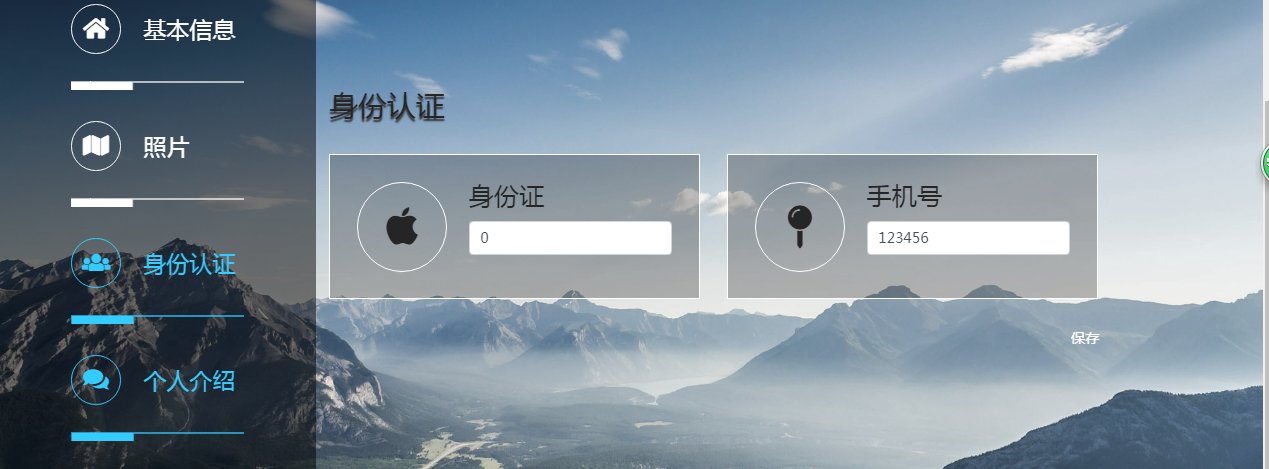 基本信息
照片
身份认证
个人介绍
身份认证
身份证
0
手机号
123456
保存